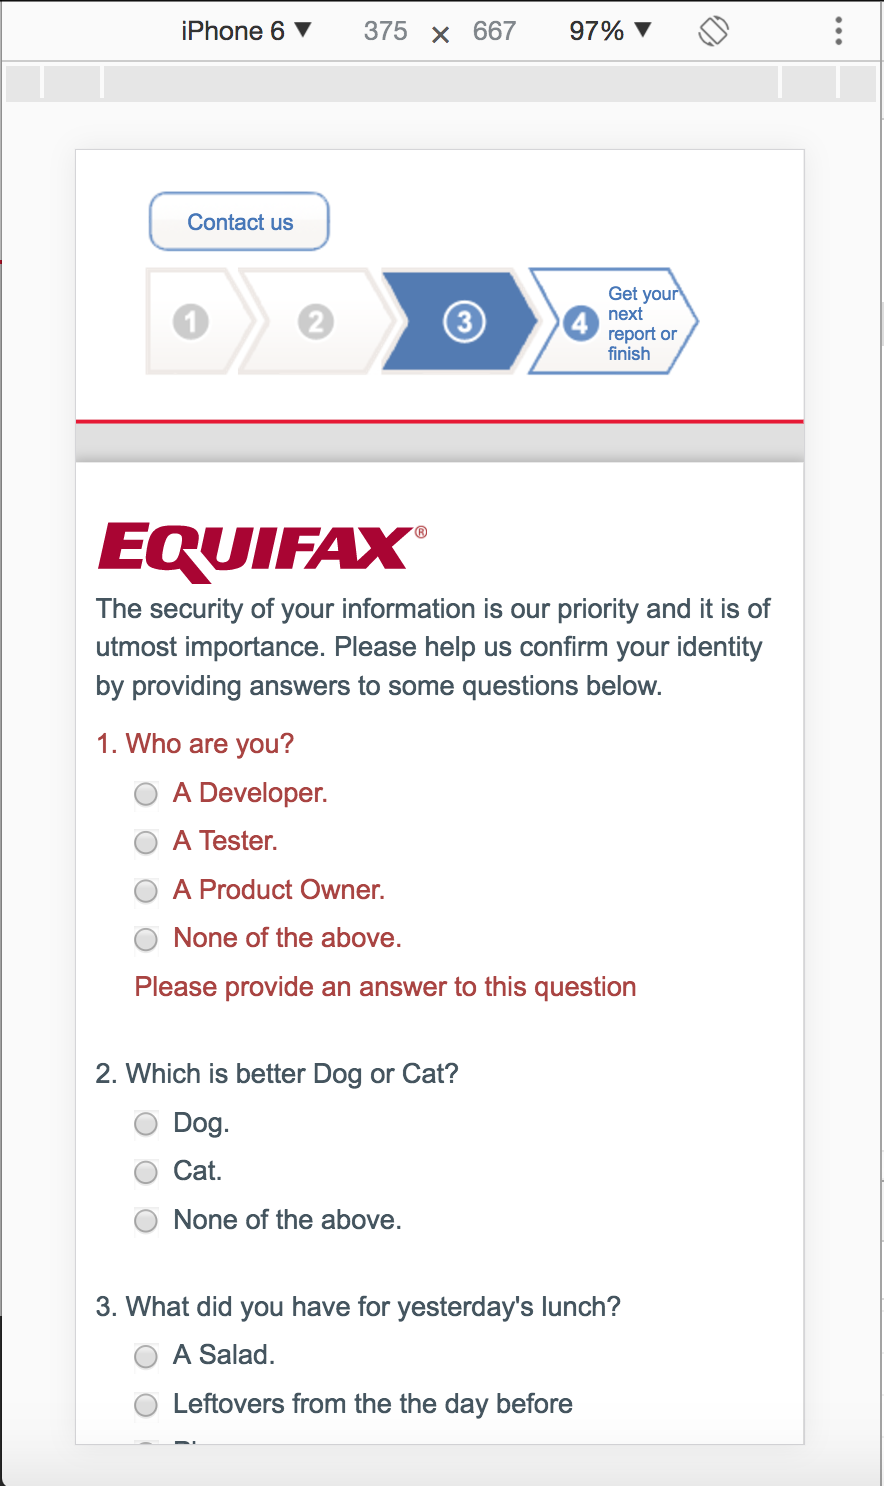 iPhone 6 ▼ 375 × 667 97% ▼
Contact us
1
2
3
4
Get your
next
report or
finish
EQUIFAX®
The security of your information is our priority and it is of
utmost importance. Please help us confirm your identity
by providing answers to some questions below.
1. Who are you?
A Developer.
A Tester.
A Product Owner.
None of the above.
Please provide an answer to this question
2. Which is better Dog or Cat?
Dog.
Cat.
None of the above.
3. What did you have for yesterday's lunch?
A Salad.
Leftovers from the the day before